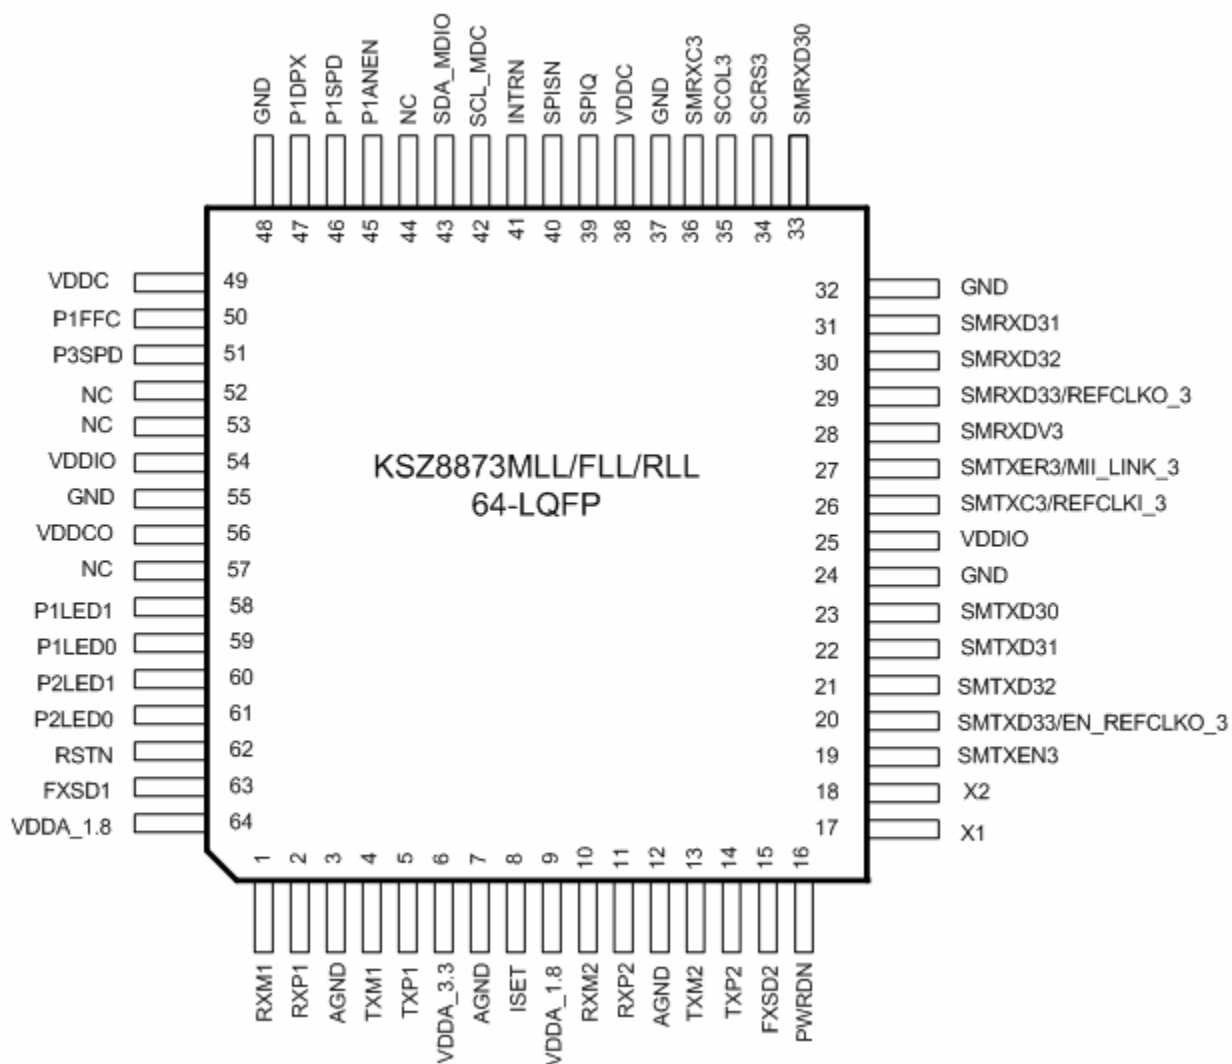 GND
P1DPX
P1SPD
P1ANEN
NC
SDA_MDIO
SCL_MDC
INTRN
SPISN
SPIQ
VDDC
GND
SMRXC3
SCOL3
SCRS3
SMRXD30
48
47
46
45
44
43
42
41
40
39
38
37
36
35
34
33
VDDC 49
P1FFC 50
P3SPD 51
NC 52
NC 53
VDDIO 54
GND 55
VDDCO 56
NC 57
P1LED1 58
P1LED0 59
P2LED1 60
P2LED0 61
RSTN 62
FXSD1 63
VDDA_1.8 64
KSZ8873MLL/FLL/RLL
64-LQFP
32 GND
31 SMRXD31
30 SMRXD32
29 SMRXD33/REFCLKO_3
28 SMRXDV3
27 SMTXER3/MII_LINK_3
26 SMTXC3/REFCLKI_3
25 VDDIO
24 GND
23 SMTXD30
22 SMTXD31
21 SMTXD32
20 SMTXD33/EN_REFCLKO_3
19 SMTXEN3
18 X2
17 X1
1
2
3
4
5
6
7
8
9
10
11
12
13
14
15
16
RXM1
RXP1
AGND
TXM1
TXP1
VDDA_3.3
AGND
ISET
VDDA_1.8
RXM2
RXP2
AGND
TXM2
TXP2
FXSD2
PWRDN